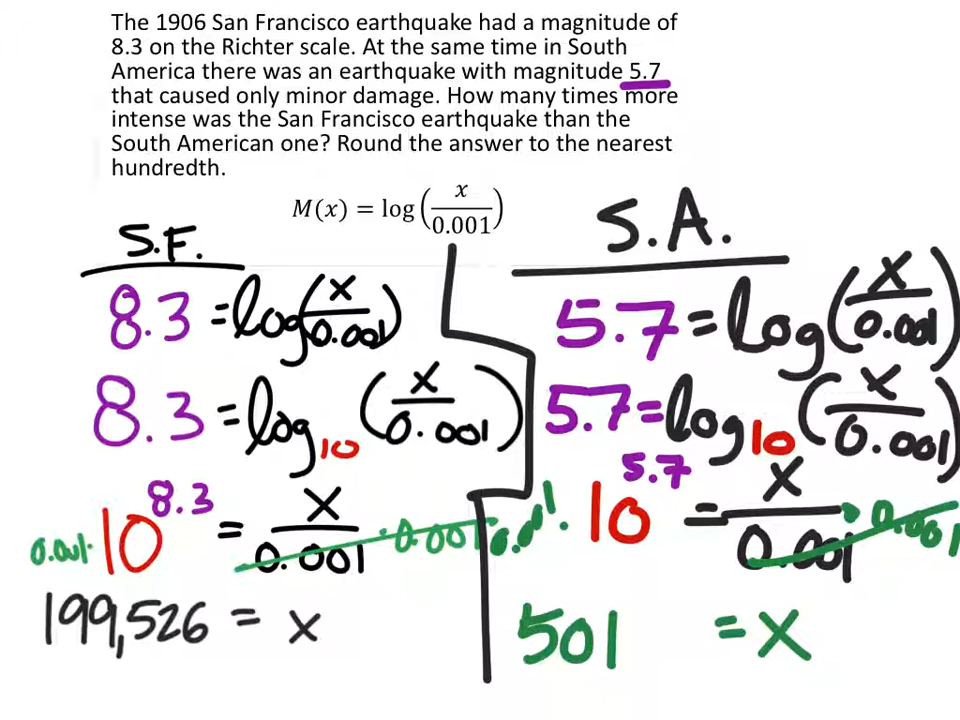 The 1906 San Francisco earthquake had a magnitude of
8.3 on the Richter scale. At the same time in South
America there was an earthquake with magnitude 5.7
that caused only minor damage. How many times more
intense was the San Francisco earthquake than the
South American one? Round the answer to the nearest
hundredth.
M(x) = log(x/0.001)
S.F.
8.3 = log(x/0.001)
8.3 = log₁₀(x/0.001)
0.001· 10^8.3 = x/0.001 · 0.001
199,526 = x
S.A.
5.7 = log(x/0.001)
5.7 = log₁₀(x/0.001)
0.001· 10^5.7 = x/0.001 · 0.001
501 = x